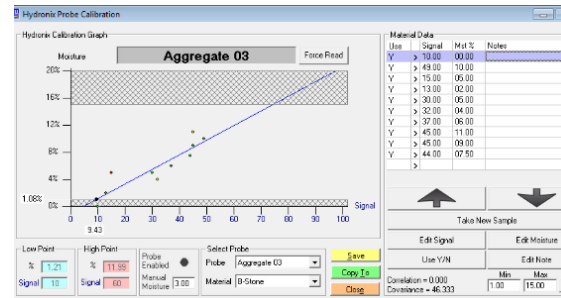 Hydronix Probe Calibration
Hydronix Calibration Graph
Moisture
Aggregate 03
Force Read
20%
16%
12%
8%
4%
1.08%
0%
Signal
0 10 20 30 40 50 60 70 80 90 100
9.43
Low Point
% 1.21
Signal 10
High Point
% 11.99
Signal 60
Probe Enabled
Manual Moisture 3.00
Select Probe
Probe Aggregate 03
Material B-Stone
Save
Copy To
Close
Material Data
Use Signal Mst % Notes
Y > 10.00 00.00
Y > 49.00 10.00
Y > 15.00 05.00
Y > 13.00 02.00
Y > 30.00 05.00
Y > 32.00 04.00
Y > 37.00 06.00
Y > 45.00 11.00
Y > 45.00 09.00
Y > 44.00 07.50
>
Take New Sample
Edit Signal
Edit Moisture
Use Y/N
Edit Note
Correlation = 0.000
Covariance = 46.333
Min Max
1.00 15.00